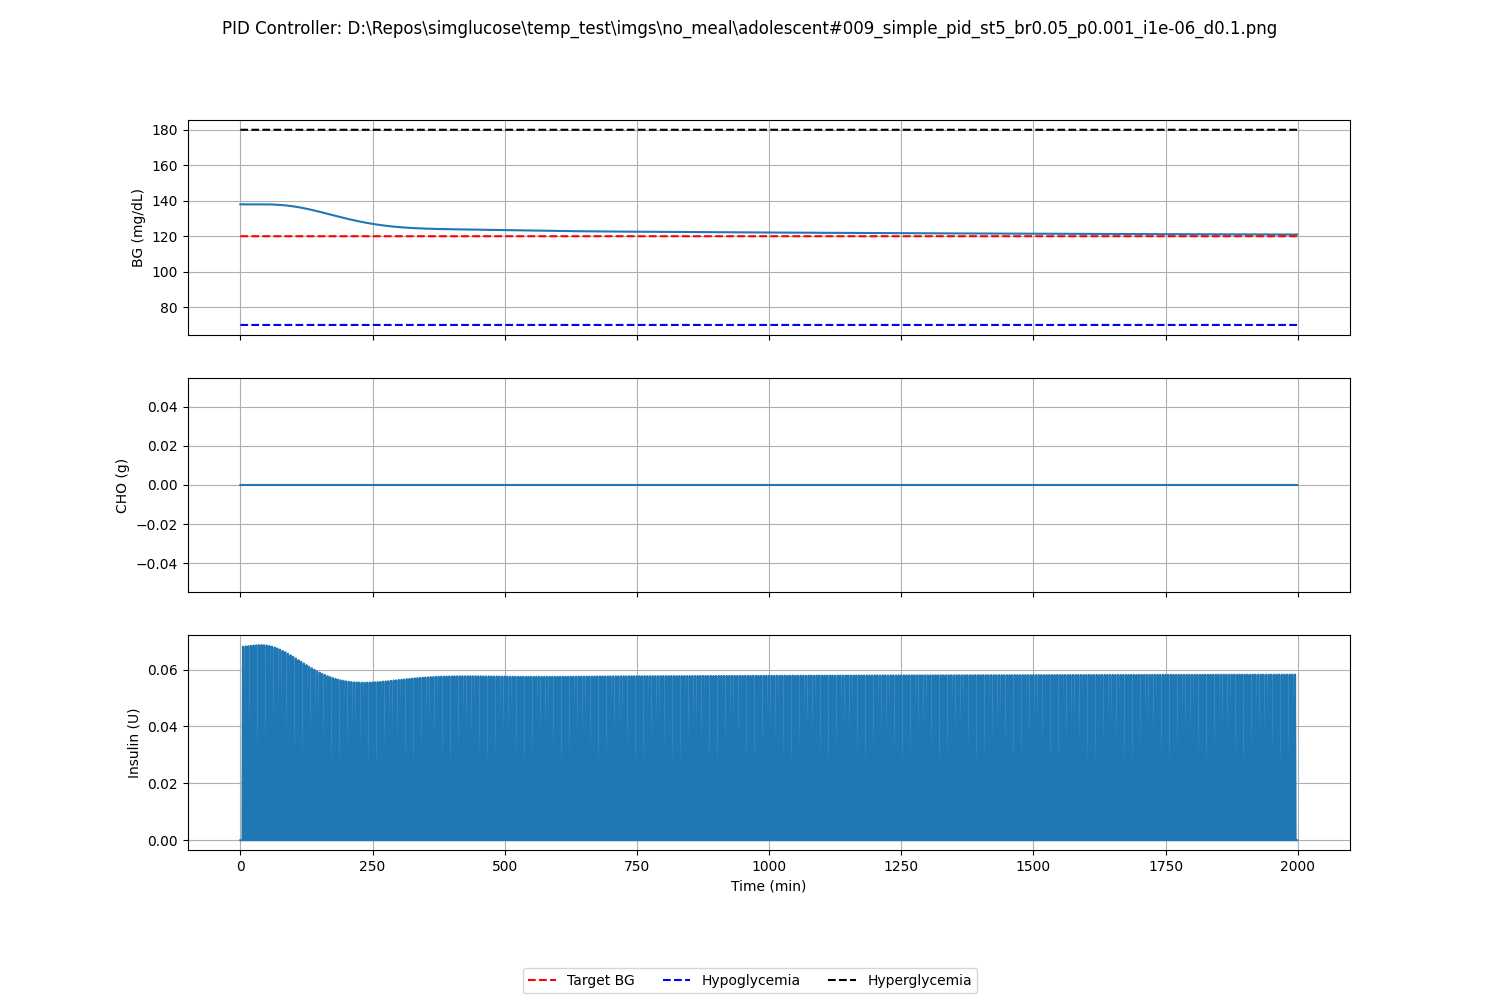 PID Controller: D:\Repos\simglucose\temp_test\imgs\no_meal\adolescent#009_simple_pid_st5_br0.05_p0.001_i1e-06_d0.1.png
180
160
140
120
100
80
BG (mg/dL)
0.04
0.02
0.00
−0.02
−0.04
CHO (g)
0.06
0.04
0.02
0.00
Insulin (U)
0 250 500 750 1000 1250 1500 1750 2000
Time (min)
Target BG Hypoglycemia Hyperglycemia